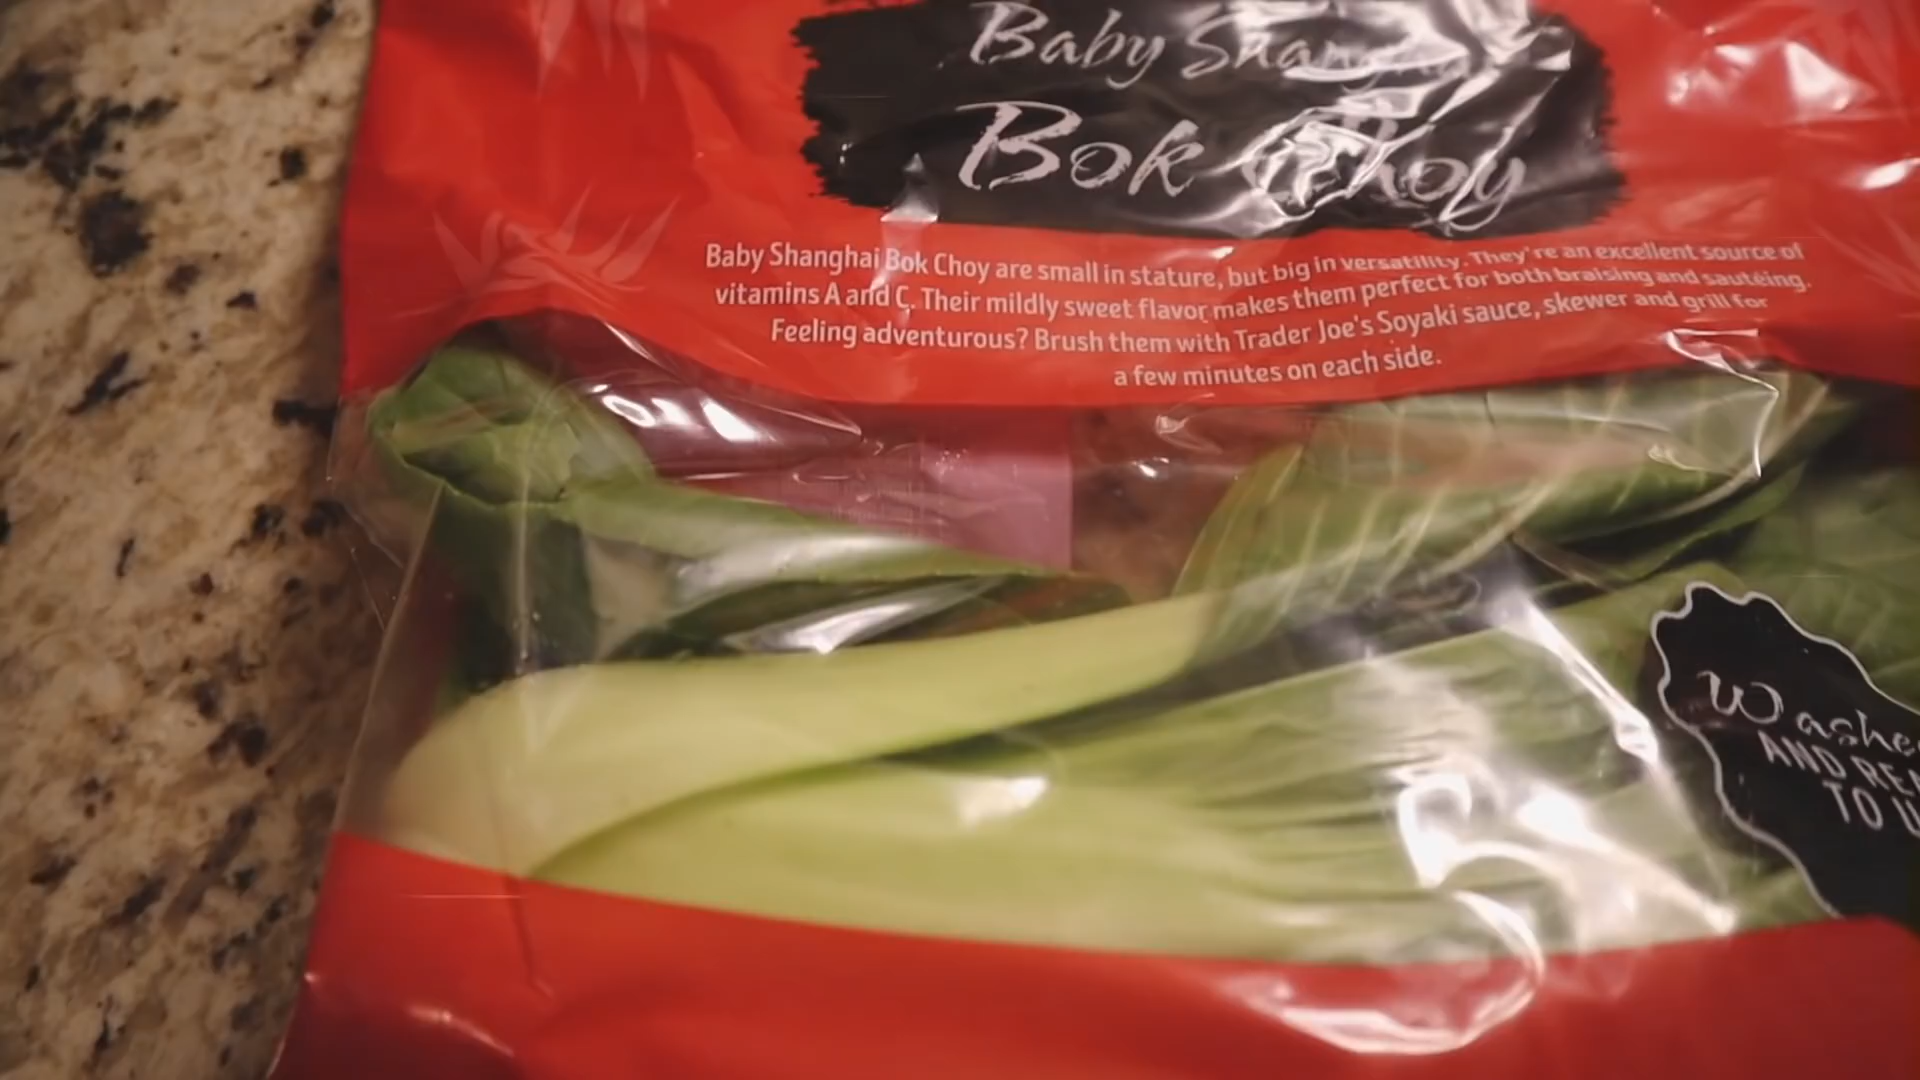 Baby Shanghai
Bok Choy
Baby Shanghai Bok Choy are small in stature, but big in versatility. They're an excellent source of
vitamins A and C. Their mildly sweet flavor makes them perfect for both braising and sautéing.
Feeling adventurous? Brush them with Trader Joe's Soyaki sauce, skewer and grill for
a few minutes on each side.
Washe
AND REA
TO U